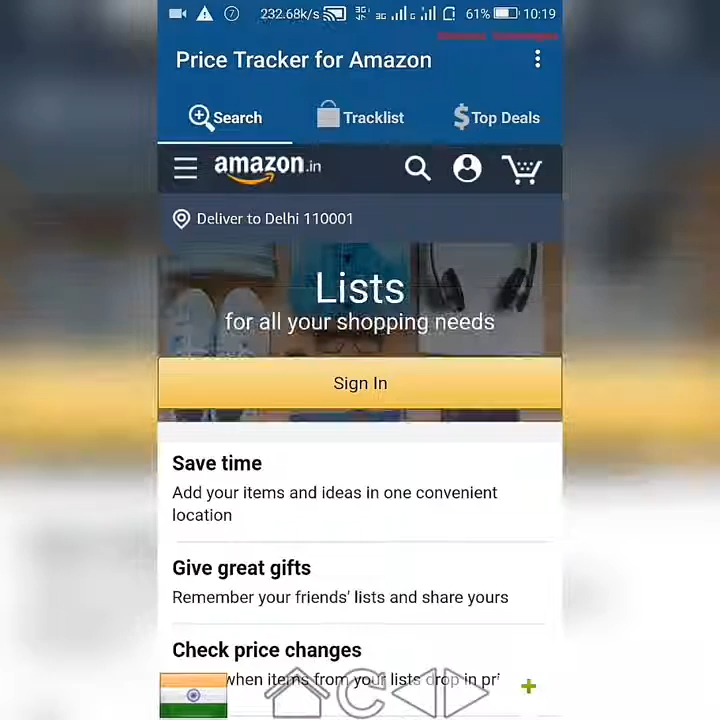 7 232.68k/s 3G 3G G 61% 10:19
Price Tracker for Amazon
Search Tracklist Top Deals
amazon.in
Deliver to Delhi 110001
Lists
for all your shopping needs
Sign In
Save time
Add your items and ideas in one convenient
location
Give great gifts
Remember your friends' lists and share yours
Check price changes
when items from your lists drop in pri